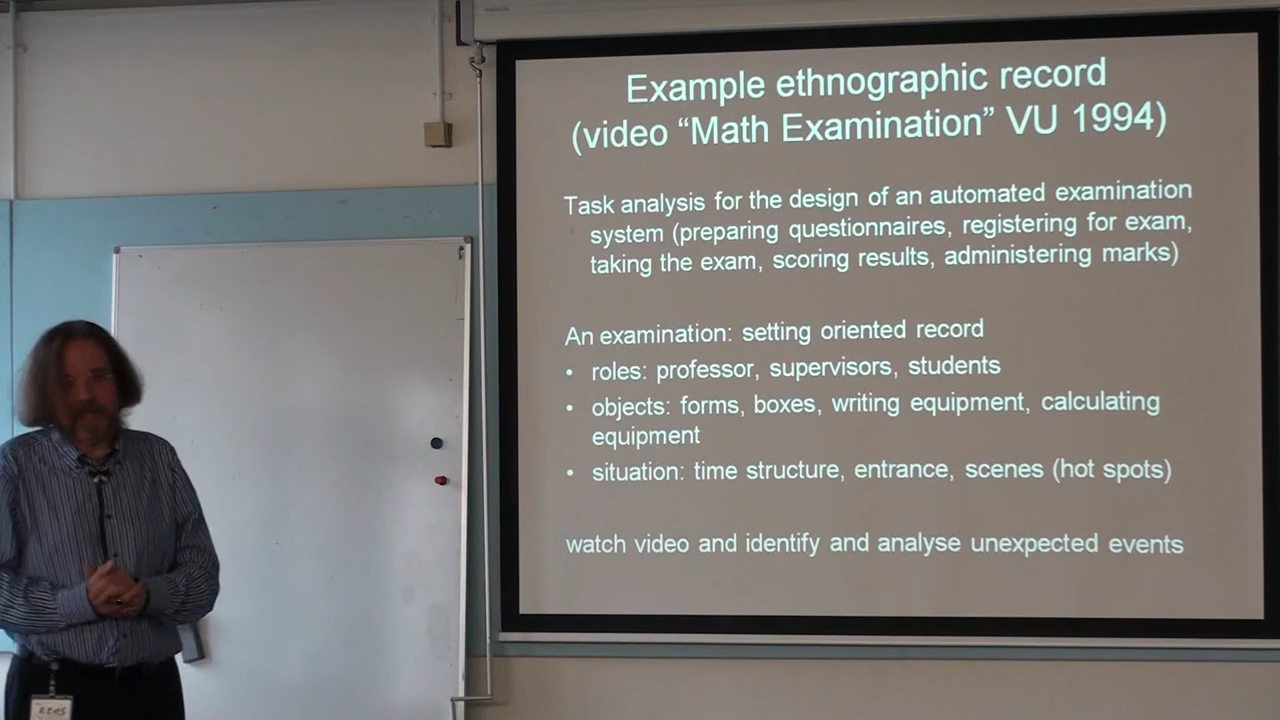 Example ethnographic record
(video “Math Examination” VU 1994)
Task analysis for the design of an automated examination
system (preparing questionnaires, registering for exam,
taking the exam, scoring results, administering marks)
An examination: setting oriented record
• roles: professor, supervisors, students
• objects: forms, boxes, writing equipment, calculating
equipment
• situation: time structure, entrance, scenes (hot spots)
watch video and identify and analyse unexpected events